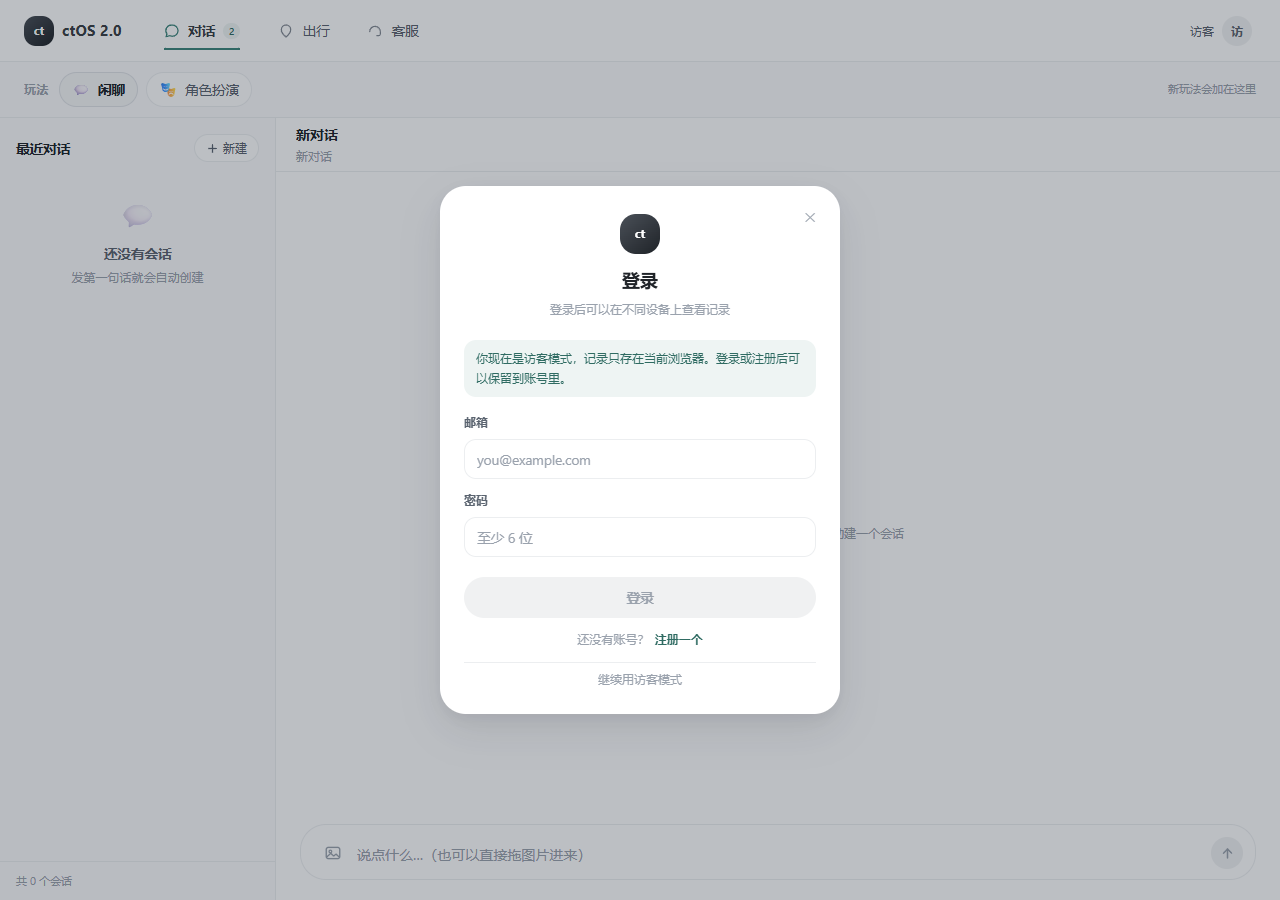 ct ctOS 2.0 对话 2 出行 客服 访客 访
玩法 闲聊 角色扮演 新玩法会加在这里
最近对话 + 新建
还没有会话
发第一句话就会自动创建
共 0 个会话
新对话
新对话
动建一个会话
说点什么...（也可以直接拖图片进来）
ct
登录
登录后可以在不同设备上查看记录
你现在是访客模式，记录只存在当前浏览器。登录或注册后可
以保留到账号里。
邮箱
you@example.com
密码
至少 6 位
登录
还没有账号？ 注册一个
继续用访客模式